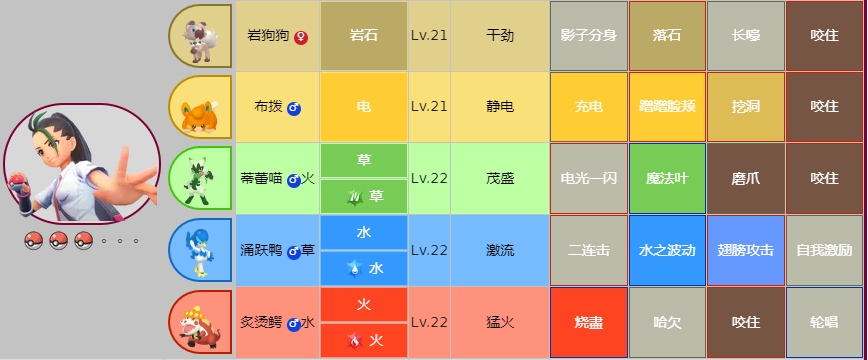 岩狗狗 ♀ 岩石 Lv.21 干劲 影子分身 落石 长嚎 咬住
布拨 ♂ 电 Lv.21 静电 充电 蹭蹭脸颊 挖洞 咬住
蒂蕾喵 ♂ 火 草 草 Lv.22 茂盛 电光一闪 魔法叶 磨爪 咬住
涌跃鸭 ♂ 草 水 水 Lv.22 激流 二连击 水之波动 翅膀攻击 自我激励
炙烫鳄 ♂ 水 火 火 Lv.22 猛火 烧盡 哈欠 咬住 轮唱